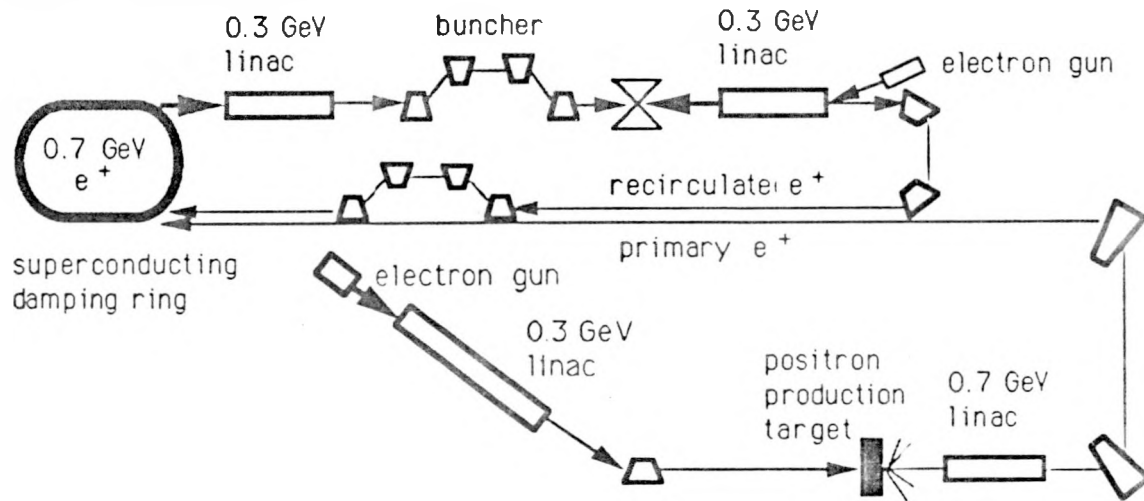 0.3 GeV
linac
buncher
0.3 GeV
linac
electron gun
0.7 GeV
e+
recirculate e+
primary e+
superconducting
damping ring
electron gun
0.3 GeV
linac
positron
production
target
0.7 GeV
linac